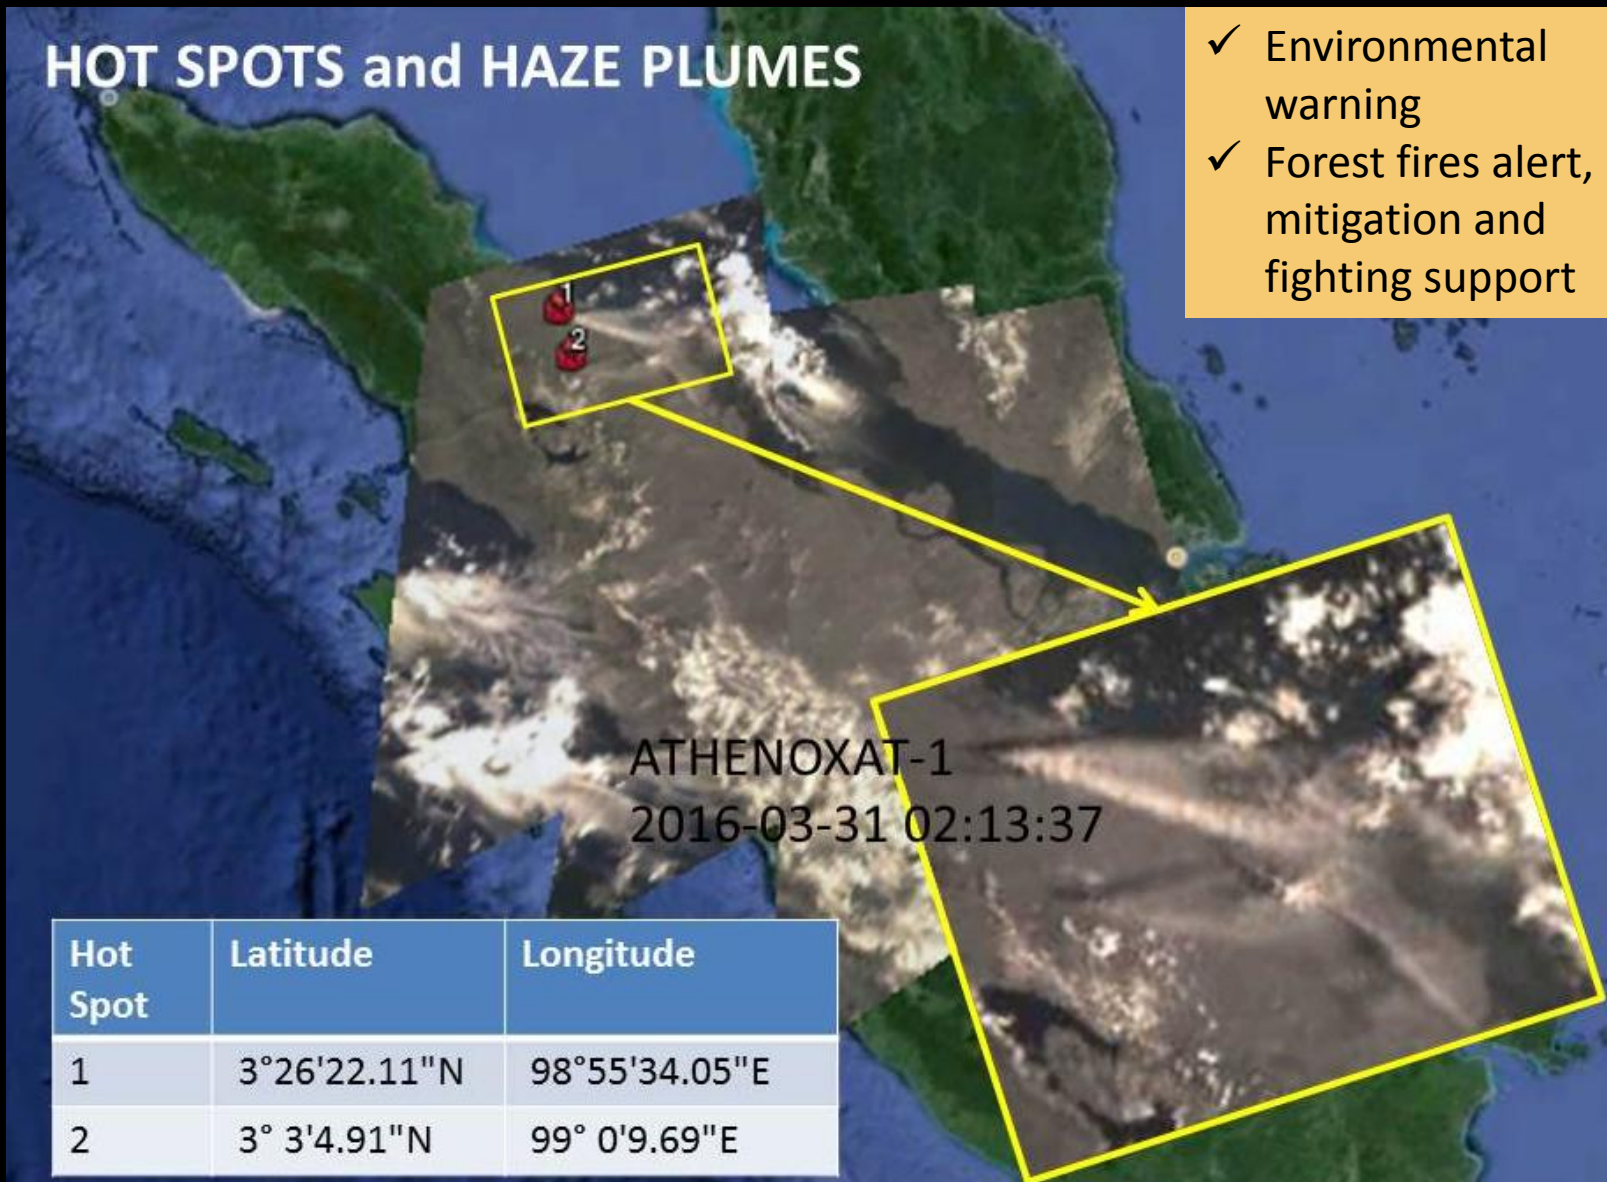 HOT SPOTS and HAZE PLUMES
✓ Environmental
warning
✓ Forest fires alert,
mitigation and
fighting support
1
2
ATHENOXAT-1
2016-03-31 02:13:37
Hot
Spot
Latitude
Longitude
1 3°26'22.11"N 98°55'34.05"E
2 3° 3'4.91"N 99° 0'9.69"E